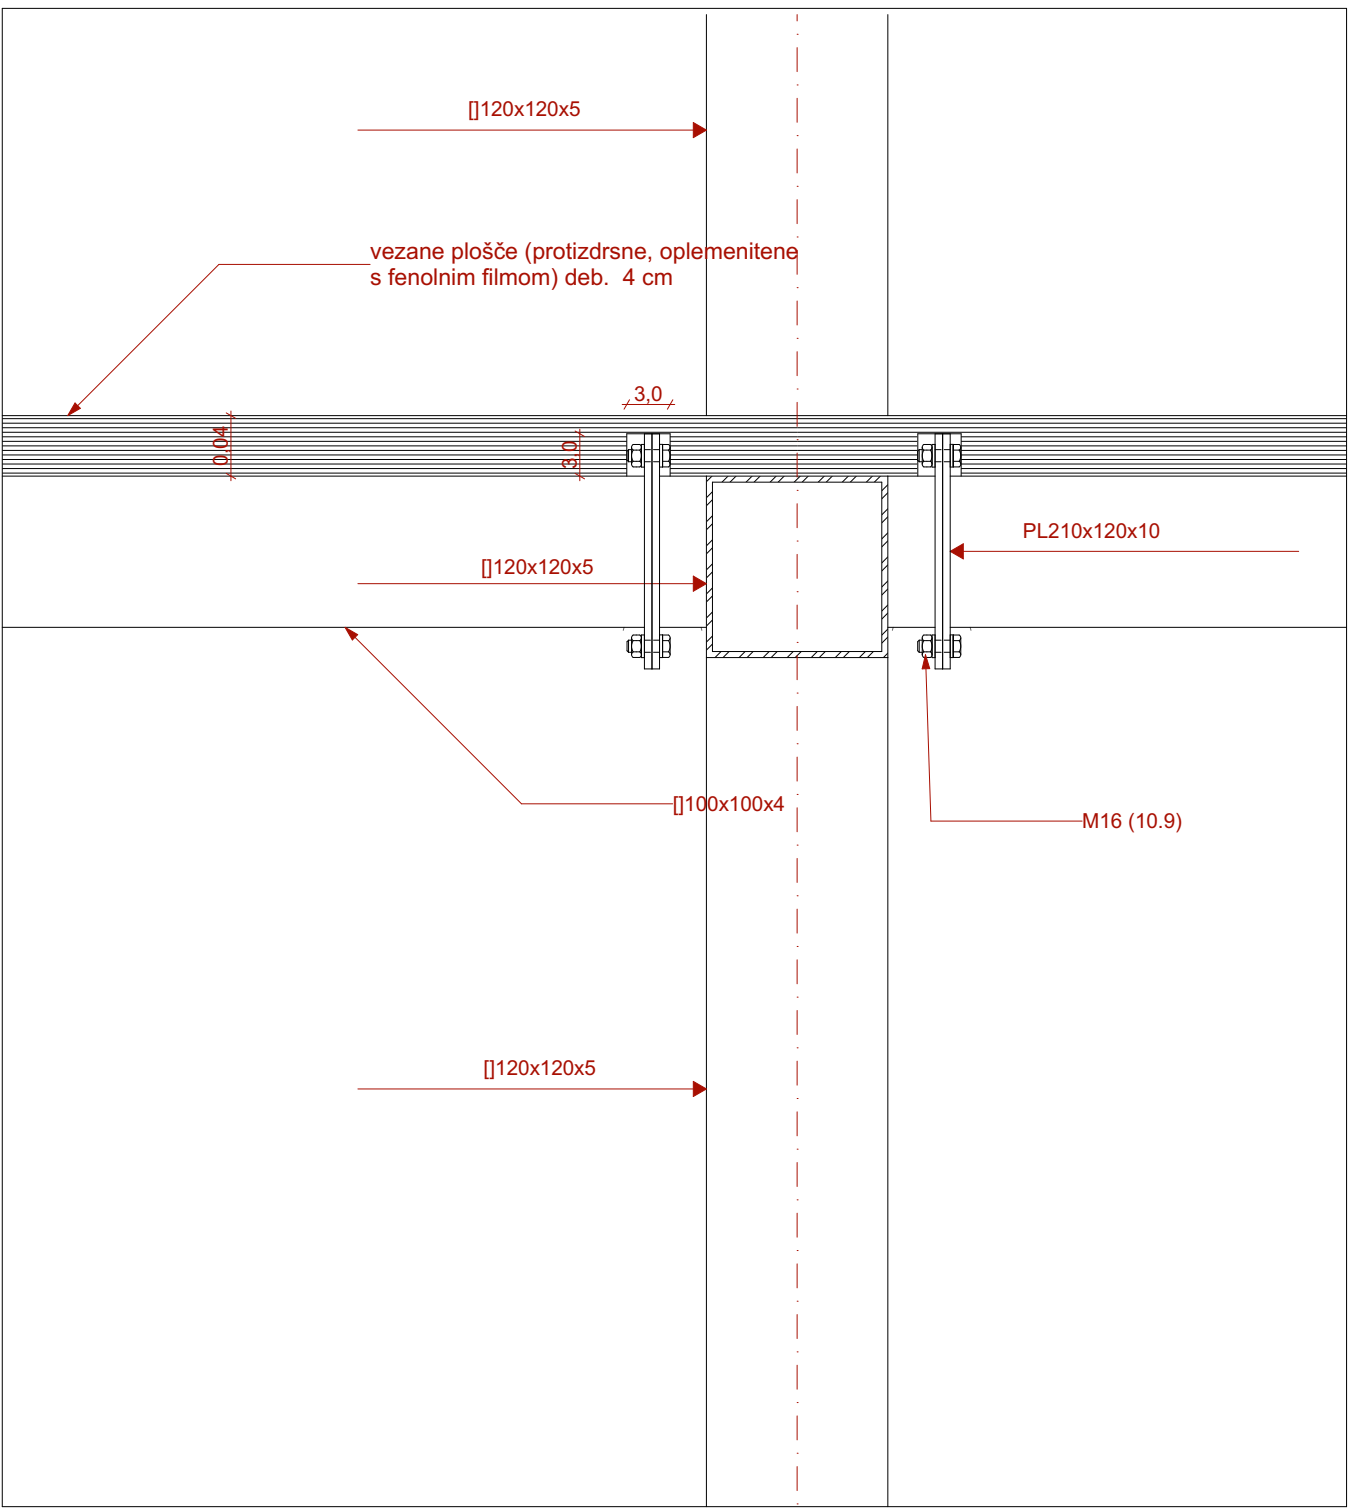 []120x120x5
vezane plošče (protizdrsne, oplemenitene
s fenolnim filmom) deb. 4 cm
3,0
0,04
3,0
PL210x120x10
[]120x120x5
[]100x100x4
M16 (10.9)
[]120x120x5